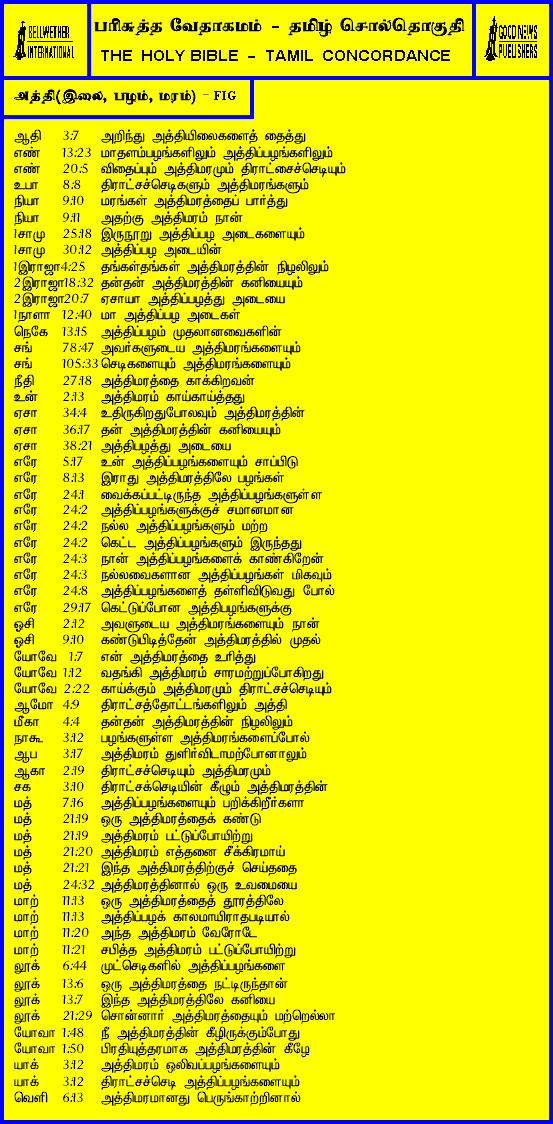 BELLWETHER
INTERNATIONAL
பரிசுத்த வேதாகமம் - தமிழ் சொல்தொகுதி
THE HOLY BIBLE - TAMIL CONCORDANCE
GOOD NEWS
PUBLISHERS
அத்தி(இலை, பழம், மரம்) - FIG
ஆதி 3:7 அறிந்து அத்தியிலைகளைத் தைத்து
எண் 13:23 மாதளம்பழங்களிலும் அத்திப்பழங்களிலும்
எண் 20:5 விதைப்பும் அத்திமரமும் திராட்சைச்செடியும்
உபா 8:8 திராட்சச்செடிகளும் அத்திமரங்களும்
நியா 9:10 மரங்கள் அத்திமரத்தைப் பார்த்து
நியா 9:11 அதற்கு அத்திமரம் நான்
1சாமு 25:18 இருநூறு அத்திப்பழ அடைகளையும்
1சாமு 30:12 அத்திப்பழ அடையின்
1இராஜா4:25 தங்கள்தங்கள் அத்திமரத்தின் நிழலிலும்
2இராஜா18:32 தன்தன் அத்திமரத்தின் கனியையும்
2இராஜா20:7 ஏசாயா அத்திப்பழத்து அடையை
1நாளா 12:40 மா அத்திப்பழ அடைகள்
நெகே 13:15 அத்திப்பழம் முதலானவைகளின்
சங் 78:47 அவர்களுடைய அத்திமரங்களையும்
சங் 105:33 செடிகளையும் அத்திமரங்களையும்
நீதி 27:18 அத்திமரத்தை காக்கிறவன்
உன் 2:13 அத்திமரம் காய்காய்த்தது
ஏசா 34:4 உதிருகிறதுபோலவும் அத்திமரத்தின்
ஏசா 36:17 தன் அத்திமரத்தின் கனியையும்
ஏசா 38:21 அத்திபழத்து அடையை
எரே 5:17 உன் அத்திப்பழங்களையும் சாப்பிடு
எரே 8:13 இராது அத்திமரத்திலே பழங்கள்
எரே 24:1 வைக்கப்பட்டிருந்த அத்திப்பழங்களுள்ள
எரே 24:2 அத்திப்பழங்களுக்குச் சமானமான
எரே 24:2 நல்ல அத்திப்பழங்களும் மற்ற
எரே 24:2 கெட்ட அத்திப்பழங்களும் இருந்தது
எரே 24:3 நான் அத்திப்பழங்களைக் காண்கிறேன்
எரே 24:3 நல்லவைகளான அத்திப்பழங்கள் மிகவும்
எரே 24:8 அத்திப்பழங்களைத் தள்ளிவிடுவது போல்
எரே 29:17 கெட்டுப்போன அத்திபழங்களுக்கு
ஓசி 2:12 அவளுடைய அத்திமரங்களையும் நான்
ஓசி 9:10 கண்டுபிடித்தேன் அத்திமரத்தில் முதல்
யோவே 1:7 என் அத்திமரத்தை உரித்து
யோவே 1:12 வதங்கி அத்திமரம் சாரமற்றுப்போகிறது
யோவே 2:22 காய்க்கும் அத்திமரமும் திராட்சச்செடியும்
ஆமோ 4:9 திராட்சத்தோட்டங்களிலும் அத்தி
மீகா 4:4 தன்தன் அத்திமரத்தின் நிழலிலும்
நாகூ 3:12 பழங்களுள்ள அத்திமரங்களைப்போல்
ஆப 3:17 அத்திமரம் துளிர்விடாமற்போனாலும்
ஆகா 2:19 திராட்சச்செடியும் அத்திமரமும்
சக 3:10 திராட்சக்செடியின் கீழும் அத்திமரத்தின்
மத் 7:16 அத்திப்பழங்களையும் பறிக்கிறீர்களா
மத் 21:19 ஒரு அத்திமரத்தைக் கண்டு
மத் 21:19 அத்திமரம் பட்டுப்போயிற்று
மத் 21:20 அத்திமரம் எத்தனை சீக்கிரமாய்
மத் 21:21 இந்த அத்திமரத்திற்குச் செய்ததை
மத் 24:32 அத்திமரத்தினால் ஒரு உவமையை
மாற் 11:13 ஒரு அத்திமரத்தைத் தூரத்திலே
மாற் 11:13 அத்திப்பழக் காலமாயிராதபடியால்
மாற் 11:20 அந்த அத்திமரம் வேரோடே
மாற் 11:21 சபித்த அத்திமரம் பட்டுப்போயிற்று
லூக் 6:44 முட்செடிகளில் அத்திப்பழங்களை
லூக் 13:6 ஒரு அத்திமரத்தை நட்டிருந்தான்
லூக் 13:7 இந்த அத்திமரத்திலே கனியை
லூக் 21:29 சொன்னார் அத்திமரத்தையும் மற்றெல்லா
யோவா 1:48 நீ அத்திமரத்தின் கீழிருக்கும்போது
யோவா 1:50 பிரதியுத்தரமாக அத்திமரத்தின் கீழே
யாக் 3:12 அத்திமரம் ஒலிவப்பழங்களையும்
யாக் 3:12 திராட்சச்செடி அத்திப்பழங்களையும்
வெளி 6:13 அத்திமரமானது பெருங்காற்றினால்